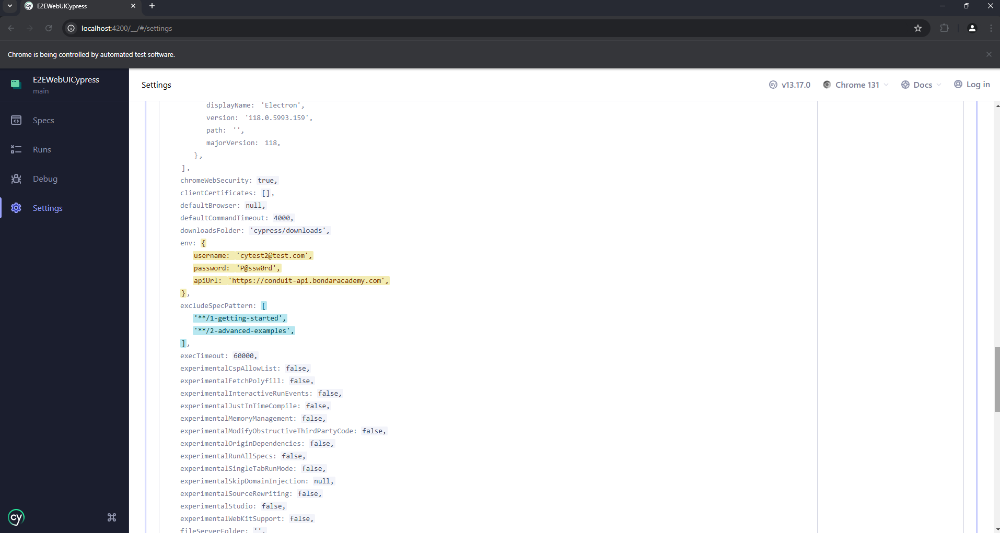 E2EWebUICypress
localhost:4200/__/#/settings
Chrome is being controlled by automated test software.
E2EWebUICypress
main
Specs
Runs
Debug
Settings
cy
Settings
v13.17.0
Chrome 131
Docs
Log in
displayName: 'Electron',
version: '118.0.5993.159',
path: '',
majorVersion: 118,
},
],
chromeWebSecurity: true,
clientCertificates: [],
defaultBrowser: null,
defaultCommandTimeout: 4000,
downloadsFolder: 'cypress/downloads',
env: {
username: 'cytest2@test.com',
password: 'P@ssw0rd',
apiUrl: 'https://conduit-api.bondaracademy.com',
},
excludeSpecPattern: [
'**/1-getting-started',
'**/2-advanced-examples',
],
execTimeout: 60000,
experimentalCspAllowList: false,
experimentalFetchPolyfill: false,
experimentalInteractiveRunEvents: false,
experimentalJustInTimeCompile: false,
experimentalMemoryManagement: false,
experimentalModifyObstructiveThirdPartyCode: false,
experimentalOriginDependencies: false,
experimentalRunAllSpecs: false,
experimentalSingleTabRunMode: false,
experimentalSkipDomainInjection: null,
experimentalSourceRewriting: false,
experimentalStudio: false,
experimentalWebKitSupport: false,
fileServerFolder: '',